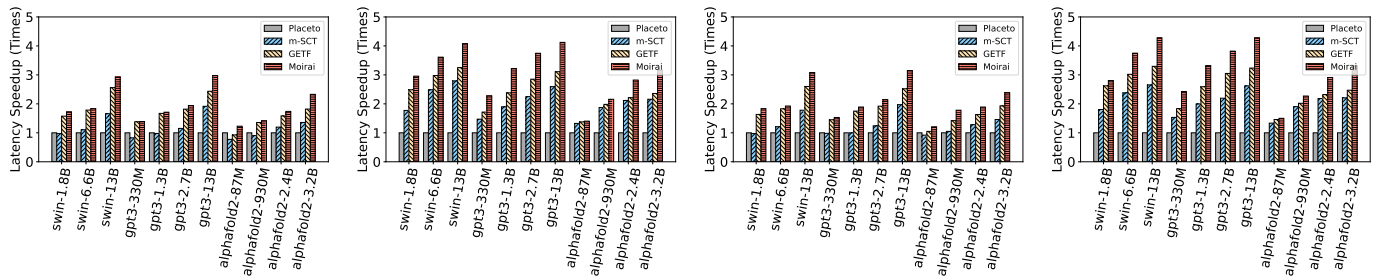 Latency Speedup (Times)
5
4
3
2
1
0
Placeto
m-SCT
GETF
Moirai
swin-1.8B
swin-6.6B
swin-13B
gpt3-330M
gpt3-1.3B
gpt3-2.7B
gpt3-13B
alphafold2-87M
alphafold2-930M
alphafold2-2.4B
alphafold2-3.2B
Latency Speedup (Times)
5
4
3
2
1
0
Placeto
m-SCT
GETF
Moirai
swin-1.8B
swin-6.6B
swin-13B
gpt3-330M
gpt3-1.3B
gpt3-2.7B
gpt3-13B
alphafold2-87M
alphafold2-930M
alphafold2-2.4B
alphafold2-3.2B
Latency Speedup (Times)
5
4
3
2
1
0
Placeto
m-SCT
GETF
Moirai
swin-1.8B
swin-6.6B
swin-13B
gpt3-330M
gpt3-1.3B
gpt3-2.7B
gpt3-13B
alphafold2-87M
alphafold2-930M
alphafold2-2.4B
alphafold2-3.2B
Latency Speedup (Times)
5
4
3
2
1
0
Placeto
m-SCT
GETF
Moirai
swin-1.8B
swin-6.6B
swin-13B
gpt3-330M
gpt3-1.3B
gpt3-2.7B
gpt3-13B
alphafold2-87M
alphafold2-930M
alphafold2-2.4B
alphafold2-3.2B